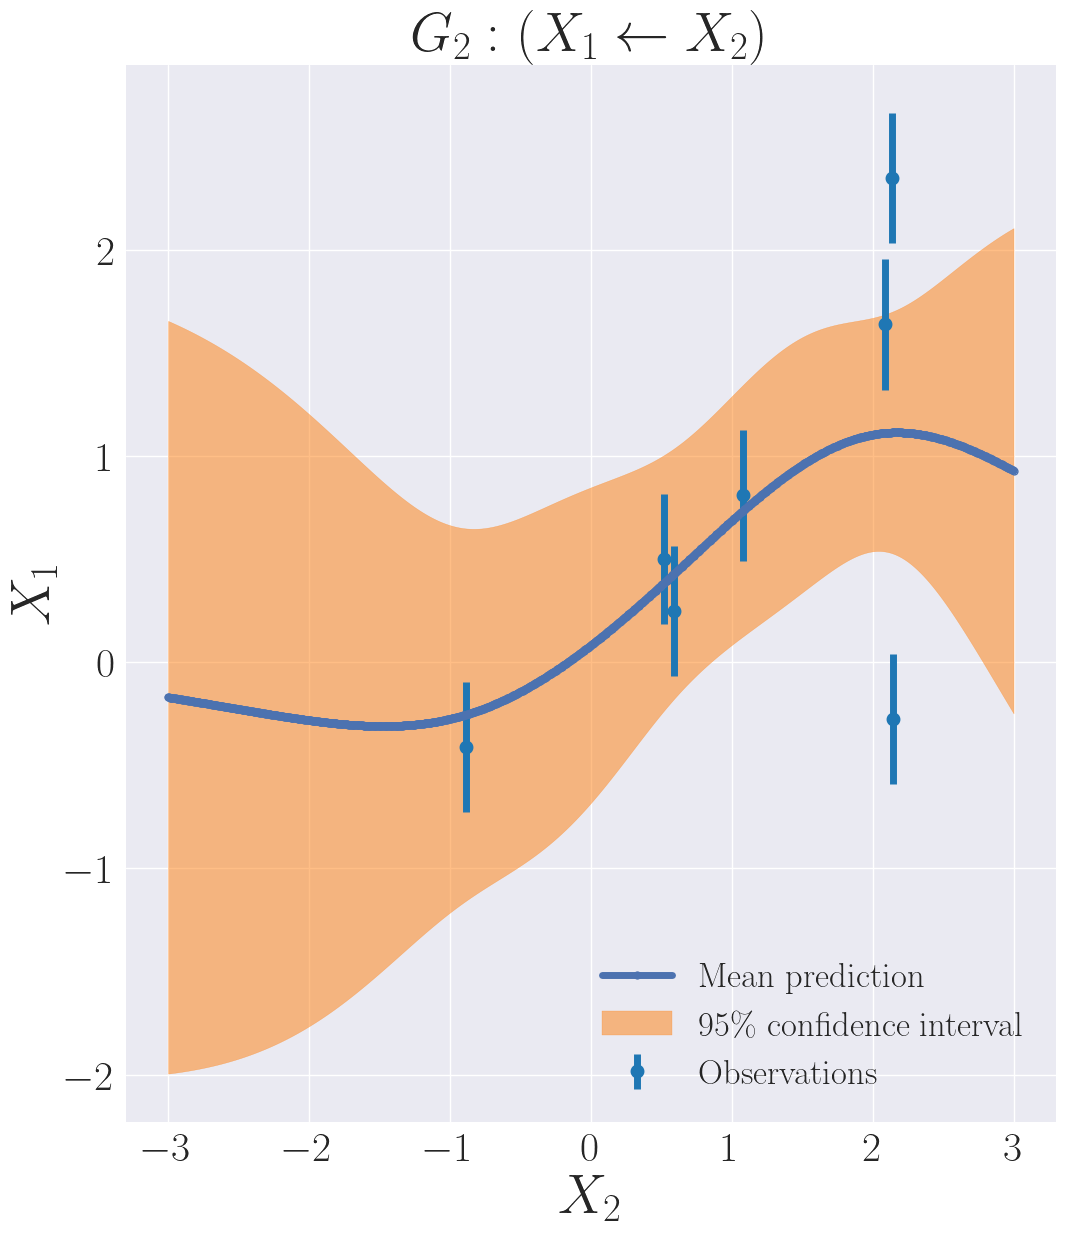 G₂ : (X₁ ← X₂)
X₁
2
1
0
−1
−2
Mean prediction
95% confidence interval
Observations
−3 −2 −1 0 1 2 3
X₂